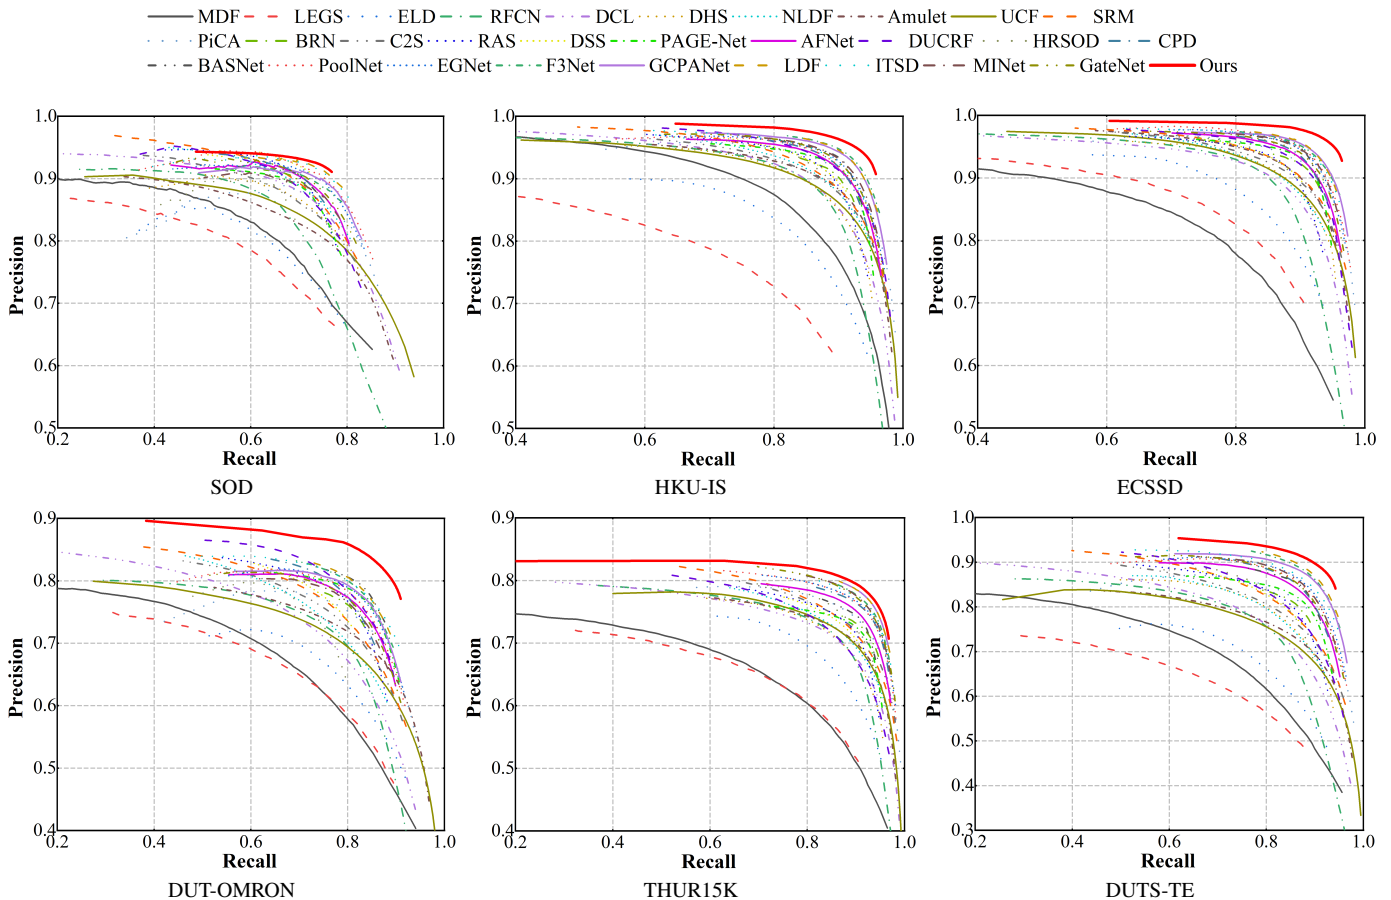 MDF LEGS ELD RFCN DCL DHS NLDF Amulet UCF SRM
PiCA BRN C2S RAS DSS PAGE-Net AFNet DUCRF HRSOD CPD
BASNet PoolNet EGNet F3Net GCPANet LDF ITSD MINet GateNet Ours
1.0 0.9 0.8 0.7 0.6 0.5
Precision
0.2 0.4 0.6 0.8 1.0
Recall
SOD
1.0 0.9 0.8 0.7 0.6 0.5
Precision
0.4 0.6 0.8 1.0
Recall
HKU-IS
1.0 0.9 0.8 0.7 0.6 0.5
Precision
0.4 0.6 0.8 1.0
Recall
ECSSD
0.9 0.8 0.7 0.6 0.5 0.4
Precision
0.2 0.4 0.6 0.8 1.0
Recall
DUT-OMRON
0.9 0.8 0.7 0.6 0.5 0.4
Precision
0.2 0.4 0.6 0.8 1.0
Recall
THUR15K
1.0 0.9 0.8 0.7 0.6 0.5 0.4 0.3
Precision
0.2 0.4 0.6 0.8 1.0
Recall
DUTS-TE